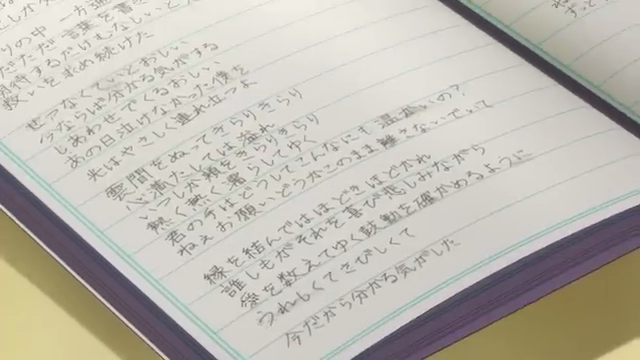 りの中 一方通
ただただ 言葉を書き
期待するだけむなしいと
救いを求め続けた
せつなくていとおしい
今ならば分かる気がする
しあわせでくるおしい
あの日泣けなかった僕を
光はやさしく連れ立つよ
雲間をぬってきらりきらり
心満たしては溢れ
いつしか頬をきらりきらり
熱く熱く濡らしてゆく
君の手はどうしてこんなにも温かいの?
ねぇお願いどうかこのまま離さないでいて
縁を結んではほどきほどかれ
誰しもがそれを喜び悲しみながら
愛を数えてゆく鼓動を確かめるように
うれしくてさびしくて
今だから分かる気がした